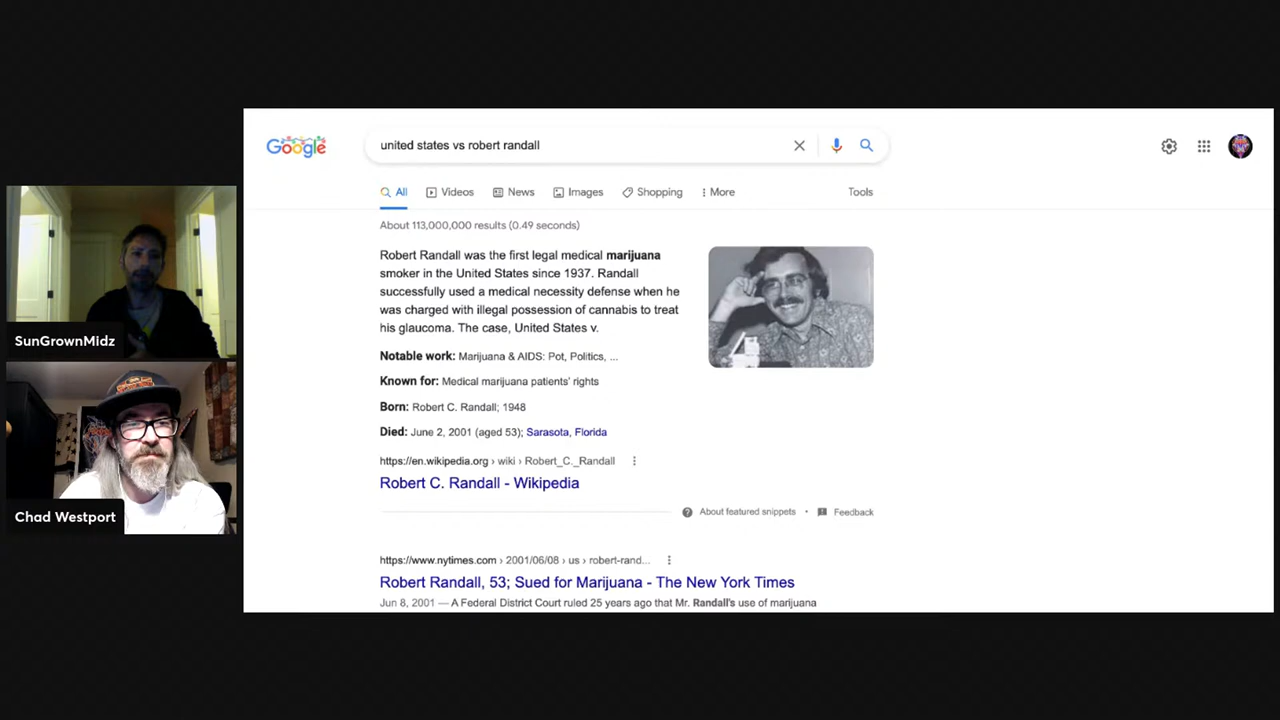 Google
united states vs robert randall
All Videos News Images Shopping More Tools
About 113,000,000 results (0.49 seconds)
Robert Randall was the first legal medical marijuana
smoker in the United States since 1937. Randall
successfully used a medical necessity defense when he
was charged with illegal possession of cannabis to treat
his glaucoma. The case, United States v.
Notable work: Marijuana & AIDS: Pot, Politics, ...
Known for: Medical marijuana patients' rights
Born: Robert C. Randall; 1948
Died: June 2, 2001 (aged 53); Sarasota, Florida
https://en.wikipedia.org › wiki › Robert_C._Randall
Robert C. Randall - Wikipedia
About featured snippets • Feedback
https://www.nytimes.com › 2001/06/08 › us › robert-rand...
Robert Randall, 53; Sued for Marijuana - The New York Times
Jun 8, 2001 — A Federal District Court ruled 25 years ago that Mr. Randall's use of marijuana
SunGrownMidz
Chad Westport